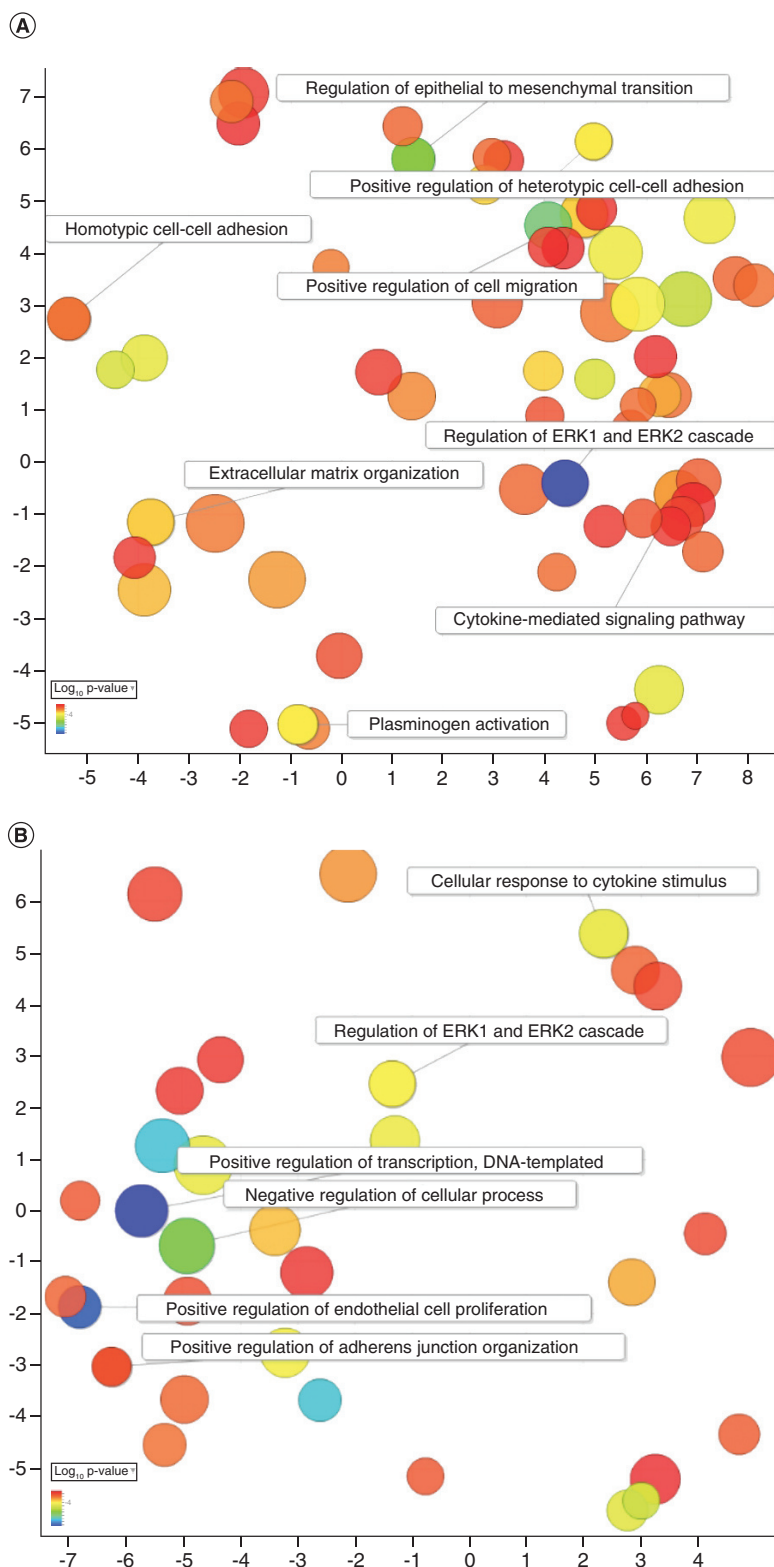 A
Regulation of epithelial to mesenchymal transition
Positive regulation of heterotypic cell-cell adhesion
Homotypic cell-cell adhesion
Positive regulation of cell migration
Regulation of ERK1 and ERK2 cascade
Extracellular matrix organization
Cytokine-mediated signaling pathway
Plasminogen activation
Log10 p-value
-4
7
6
5
4
3
2
1
0
-1
-2
-3
-4
-5
-5 -4 -3 -2 -1 0 1 2 3 4 5 6 7 8
B
Cellular response to cytokine stimulus
Regulation of ERK1 and ERK2 cascade
Positive regulation of transcription, DNA-templated
Negative regulation of cellular process
Positive regulation of endothelial cell proliferation
Positive regulation of adherens junction organization
Log10 p-value
-4
6
5
4
3
2
1
0
-1
-2
-3
-4
-5
-7 -6 -5 -4 -3 -2 -1 0 1 2 3 4